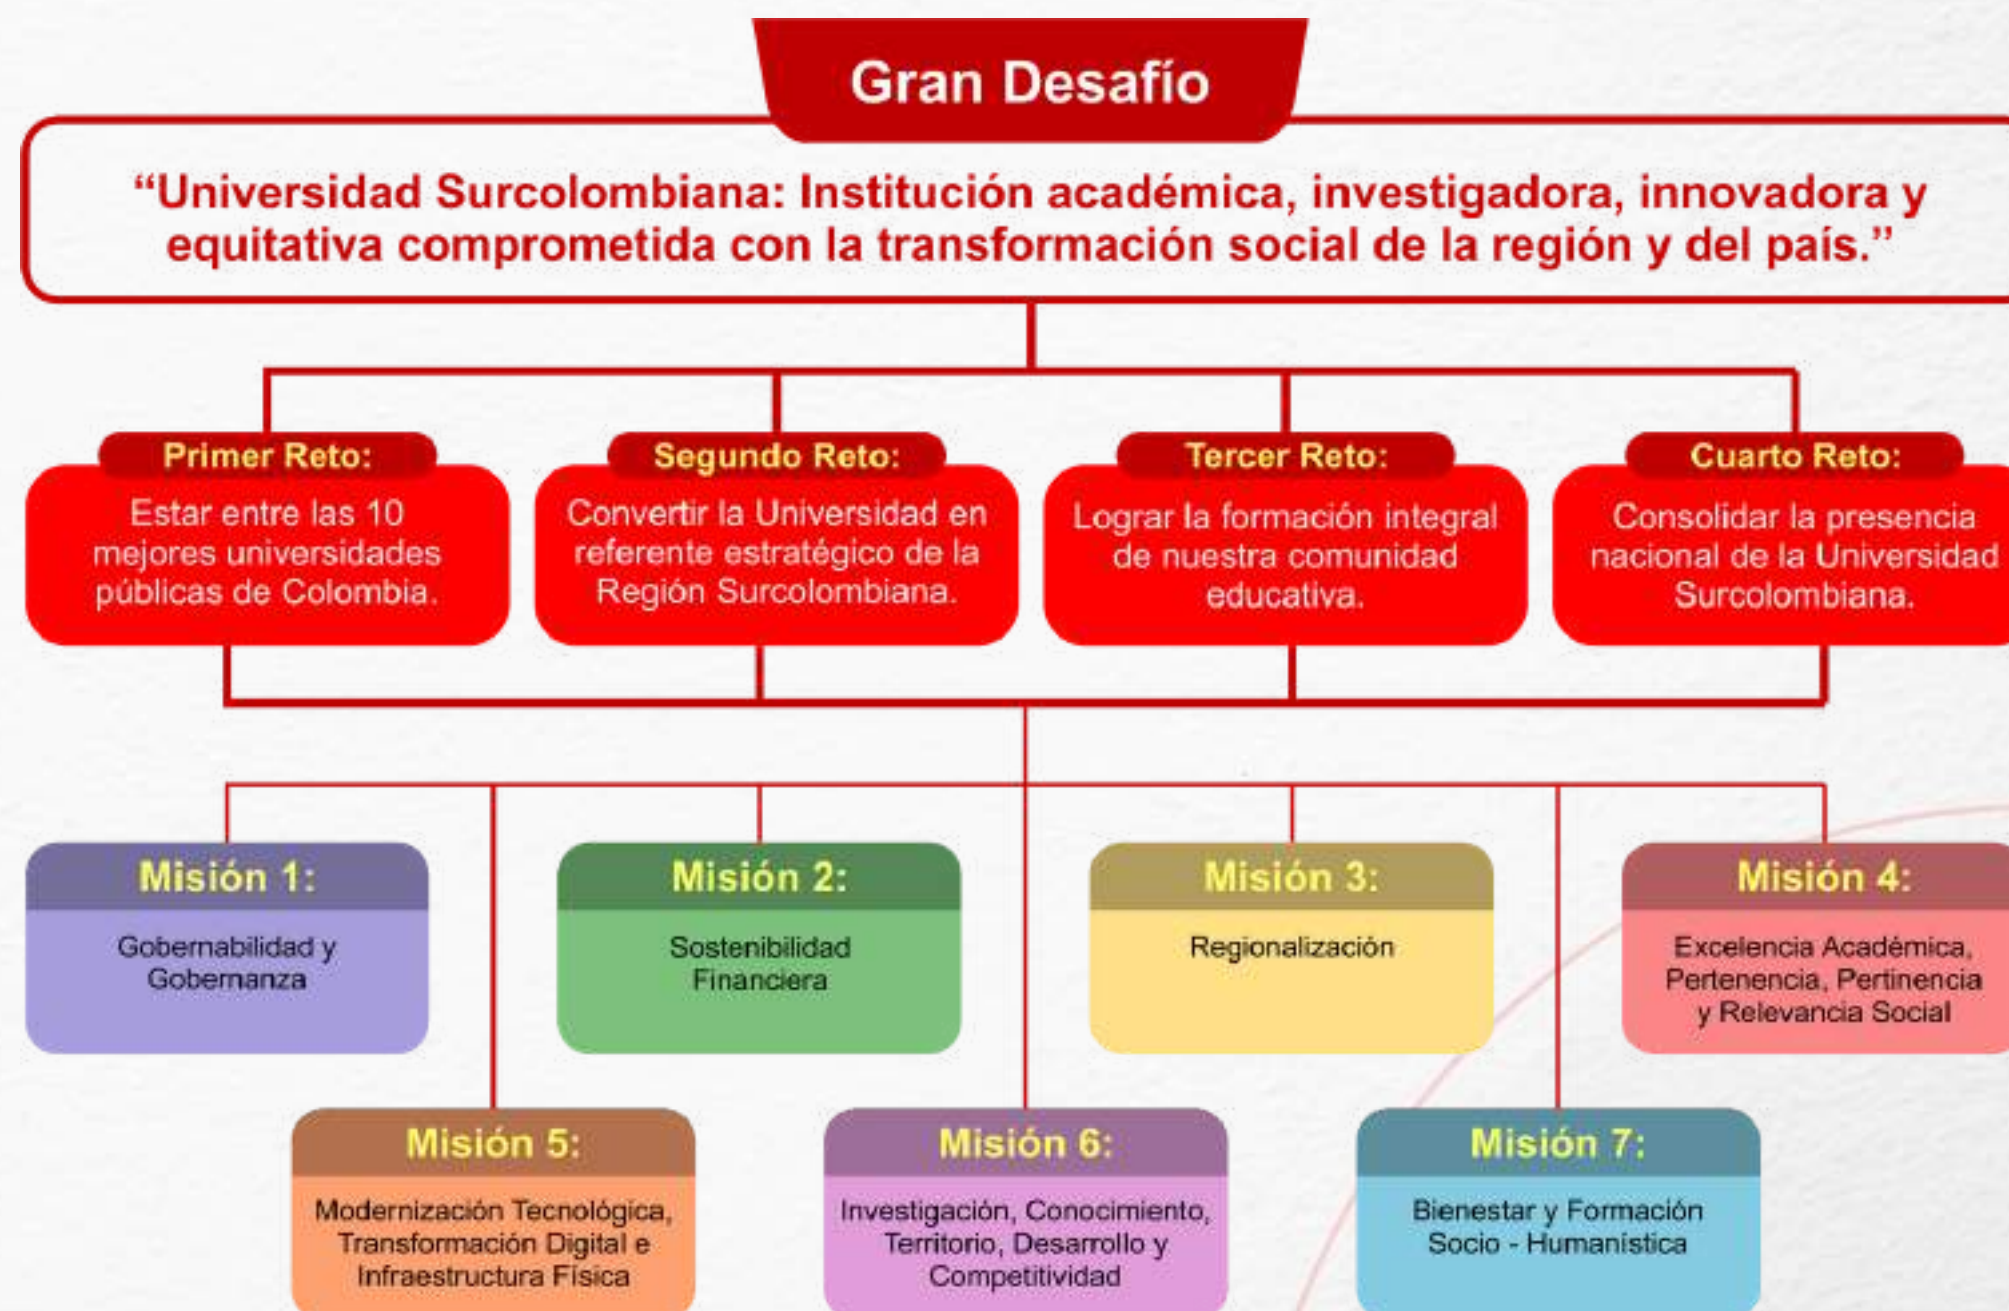 Gran Desafío
“Universidad Surcolombiana: Institución académica, investigadora, innovadora y
equitativa comprometida con la transformación social de la región y del país.”
Primer Reto:
Estar entre las 10
mejores universidades
públicas de Colombia.
Segundo Reto:
Convertir la Universidad en
referente estratégico de la
Región Surcolombiana.
Tercer Reto:
Lograr la formación integral
de nuestra comunidad
educativa.
Cuarto Reto:
Consolidar la presencia
nacional de la Universidad
Surcolombiana.
Misión 1:
Gobernabilidad y
Gobernanza
Misión 2:
Sostenibilidad
Financiera
Misión 3:
Regionalización
Misión 4:
Excelencia Académica,
Pertenencia, Pertinencia
y Relevancia Social
Misión 5:
Modernización Tecnológica,
Transformación Digital e
Infraestructura Física
Misión 6:
Investigación, Conocimiento,
Territorio, Desarrollo y
Competitividad
Misión 7:
Bienestar y Formación
Socio - Humanística